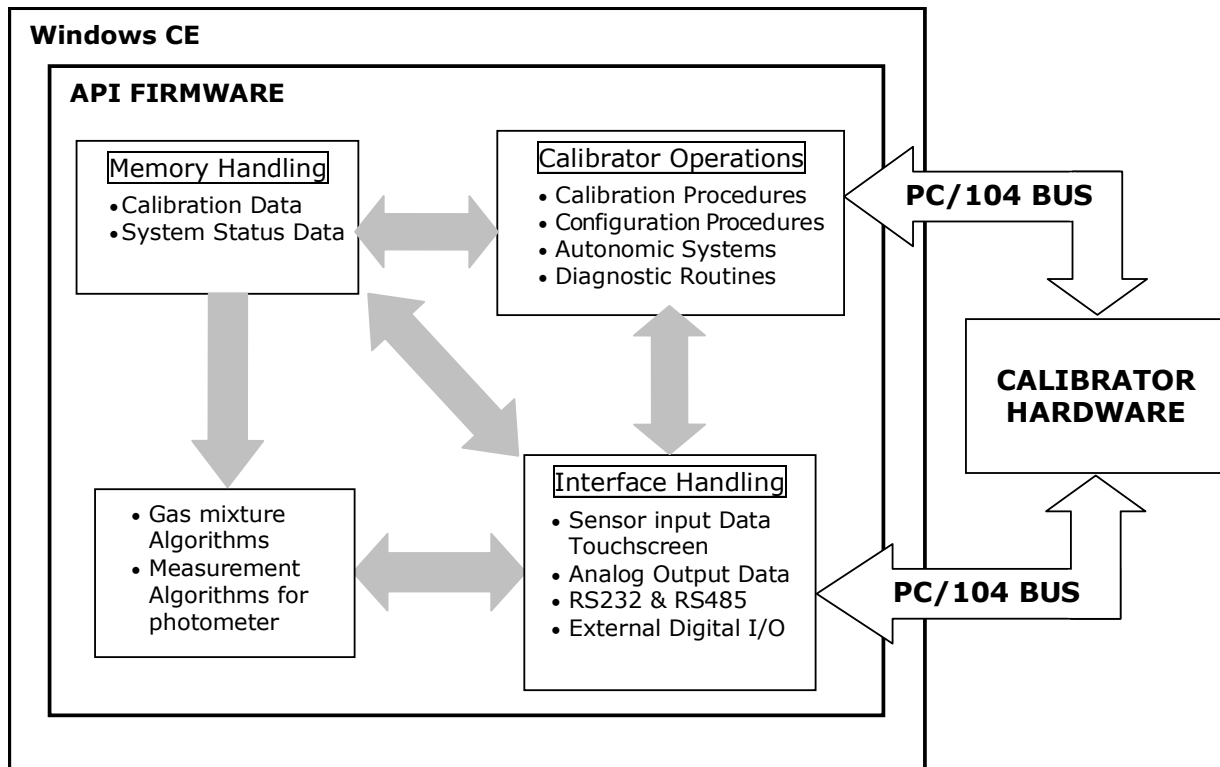 Windows CE
API FIRMWARE
Memory Handling
• Calibration Data
• System Status Data
Calibrator Operations
• Calibration Procedures
• Configuration Procedures
• Autonomic Systems
• Diagnostic Routines
PC/104 BUS
CALIBRATOR
HARDWARE
• Gas mixture
Algorithms
• Measurement
Algorithms for
photometer
Interface Handling
• Sensor input Data
Touchscreen
• Analog Output Data
• RS232 & RS485
• External Digital I/O
PC/104 BUS